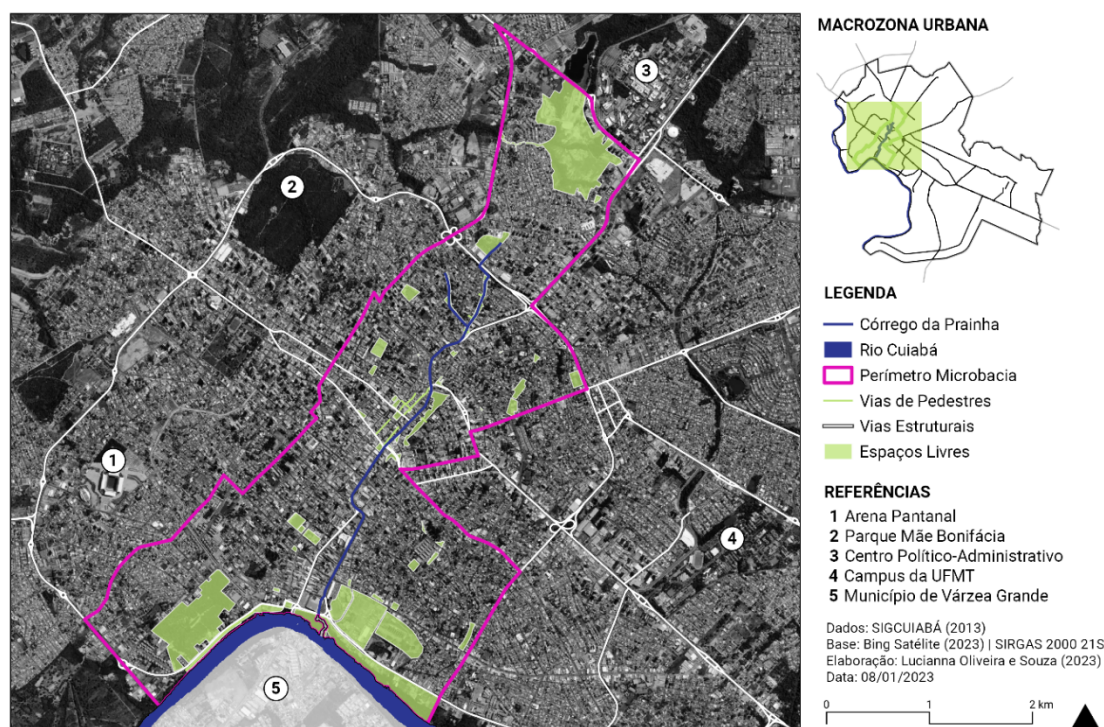 1
2
3
4
5
MACROZONA URBANA
LEGENDA
Córrego da Prainha
Rio Cuiabá
Perímetro Microbacia
Vias de Pedestres
Vias Estruturais
Espaços Livres
REFERÊNCIAS
1 Arena Pantanal
2 Parque Mãe Bonifácia
3 Centro Político-Administrativo
4 Campus da UFMT
5 Município de Várzea Grande
Dados: SIGCUIABÁ (2013)
Base: Bing Satélite (2023) | SIRGAS 2000 21S
Elaboração: Lucianna Oliveira e Souza (2023)
Data: 08/01/2023
0 1 2 km